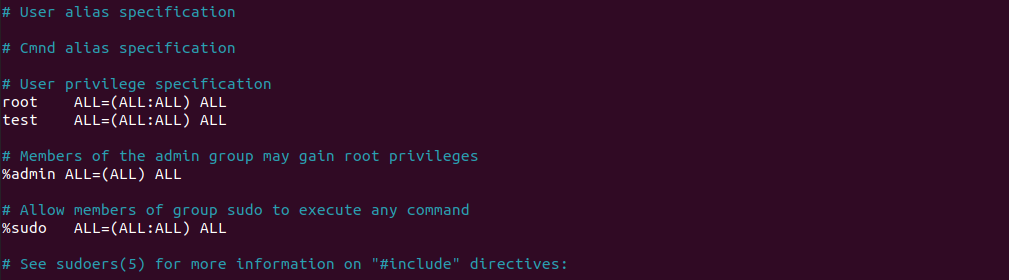 # User alias specification
# Cmnd alias specification
# User privilege specification
root    ALL=(ALL:ALL) ALL
test    ALL=(ALL:ALL) ALL
# Members of the admin group may gain root privileges
%admin ALL=(ALL) ALL
# Allow members of group sudo to execute any command
%sudo   ALL=(ALL:ALL) ALL
# See sudoers(5) for more information on "#include" directives: